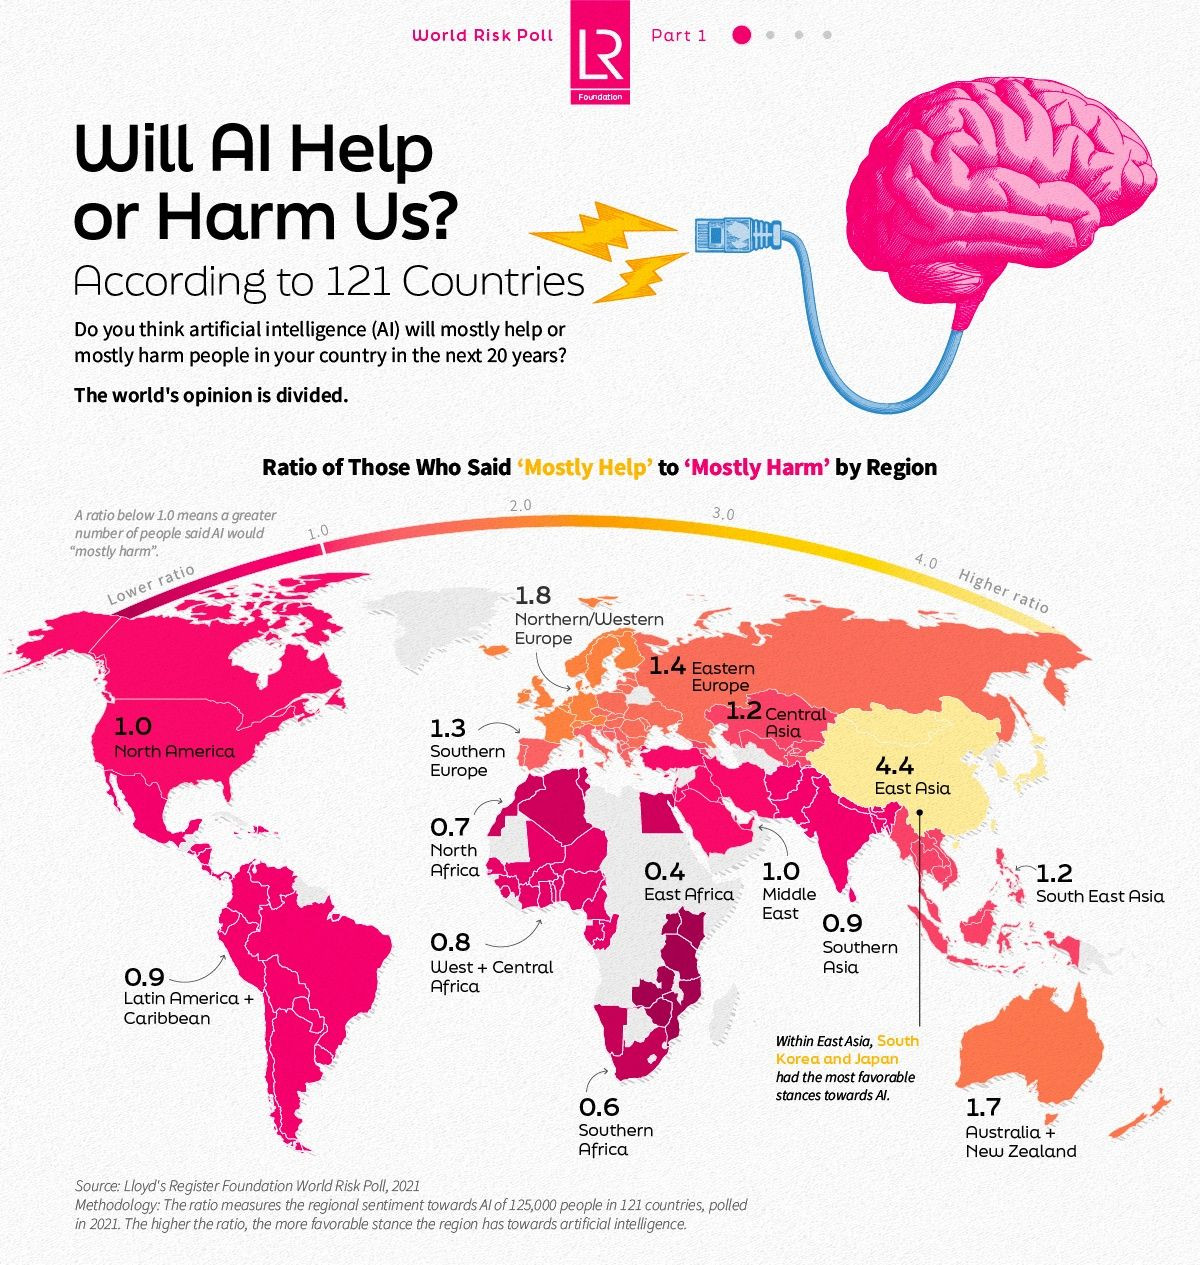 World Risk Poll
LR
Foundation
Part 1
Will AI Help
or Harm Us?
According to 121 Countries
Do you think artificial intelligence (AI) will mostly help or
mostly harm people in your country in the next 20 years?
The world's opinion is divided.
Ratio of Those Who Said ‘Mostly Help’ to ‘Mostly Harm’ by Region
A ratio below 1.0 means a greater
number of people said AI would
“mostly harm”.
Lower ratio
1.0
2.0
3.0
4.0
Higher ratio
1.8
Northern/Western
Europe
1.4 Eastern
Europe
1.2 Central
Asia
1.0
North America
1.3
Southern
Europe
4.4
East Asia
0.7
North
Africa
0.4
East Africa
1.0
Middle
East
1.2
South East Asia
0.9
Southern
Asia
0.8
West + Central
Africa
0.9
Latin America +
Caribbean
Within East Asia, South
Korea and Japan
had the most favorable
stances towards AI.
0.6
Southern
Africa
1.7
Australia +
New Zealand
Source: Lloyd's Register Foundation World Risk Poll, 2021
Methodology: The ratio measures the regional sentiment towards AI of 125,000 people in 121 countries, polled
in 2021. The higher the ratio, the more favorable stance the region has towards artificial intelligence.